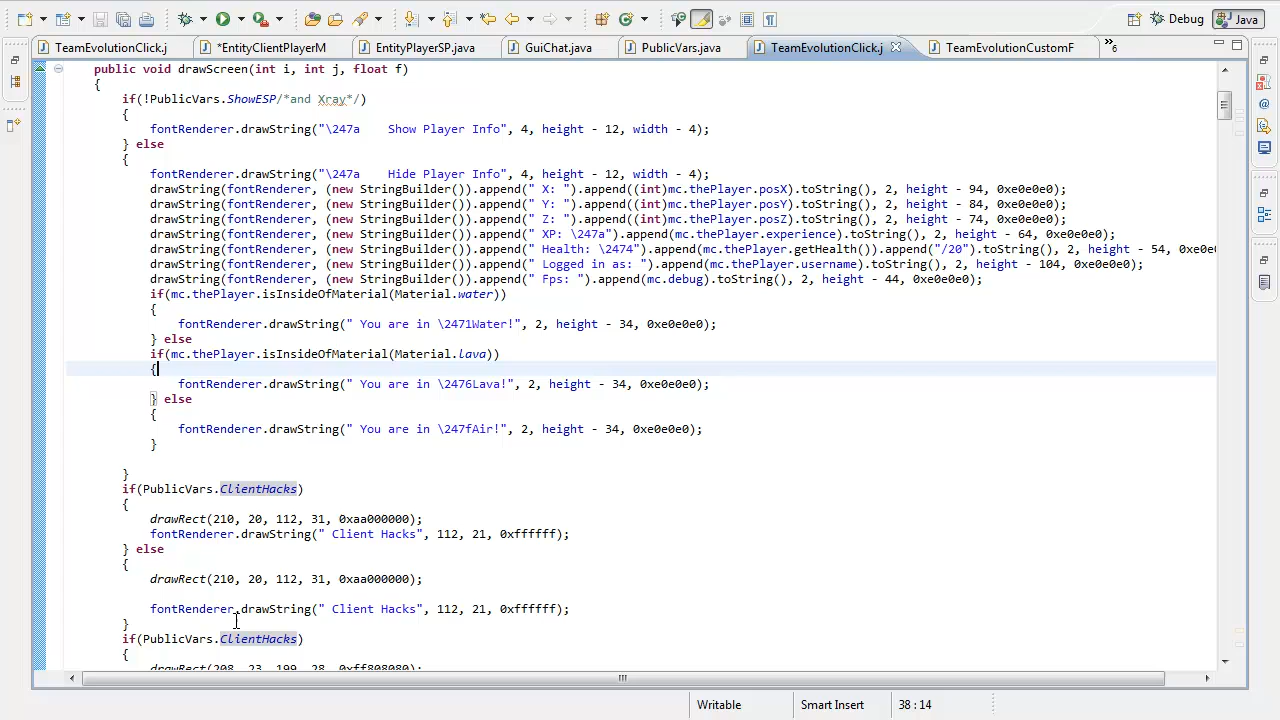 Debug Java
TeamEvolutionClick.j *EntityClientPlayerM EntityPlayerSP.java GuiChat.java PublicVars.java TeamEvolutionClick.j TeamEvolutionCustomF »6
public void drawScreen(int i, int j, float f)
{
if(!PublicVars.ShowESP/*and Xray*/)
{
fontRenderer.drawString("\247a    Show Player Info", 4, height - 12, width - 4);
} else
{
fontRenderer.drawString("\247a    Hide Player Info", 4, height - 12, width - 4);
drawString(fontRenderer, (new StringBuilder()).append(" X: ").append((int)mc.thePlayer.posX).toString(), 2, height - 94, 0xe0e0e0);
drawString(fontRenderer, (new StringBuilder()).append(" Y: ").append((int)mc.thePlayer.posY).toString(), 2, height - 84, 0xe0e0e0);
drawString(fontRenderer, (new StringBuilder()).append(" Z: ").append((int)mc.thePlayer.posZ).toString(), 2, height - 74, 0xe0e0e0);
drawString(fontRenderer, (new StringBuilder()).append(" XP: \247a").append(mc.thePlayer.experience).toString(), 2, height - 64, 0xe0e0e0);
drawString(fontRenderer, (new StringBuilder()).append(" Health: \2474").append(mc.thePlayer.getHealth()).append("/20").toString(), 2, height - 54, 0xe0e
drawString(fontRenderer, (new StringBuilder()).append(" Logged in as: ").append(mc.thePlayer.username).toString(), 2, height - 104, 0xe0e0e0);
drawString(fontRenderer, (new StringBuilder()).append(" Fps: ").append(mc.debug).toString(), 2, height - 44, 0xe0e0e0);
if(mc.thePlayer.isInsideOfMaterial(Material.water))
{
fontRenderer.drawString(" You are in \2471Water!", 2, height - 34, 0xe0e0e0);
} else
if(mc.thePlayer.isInsideOfMaterial(Material.lava))
{
fontRenderer.drawString(" You are in \2476Lava!", 2, height - 34, 0xe0e0e0);
} else
{
fontRenderer.drawString(" You are in \247fAir!", 2, height - 34, 0xe0e0e0);
}
}
if(PublicVars.ClientHacks)
{
drawRect(210, 20, 112, 31, 0xaa000000);
fontRenderer.drawString(" Client Hacks", 112, 21, 0xffffff);
} else
{
drawRect(210, 20, 112, 31, 0xaa000000);
fontRenderer.drawString(" Client Hacks", 112, 21, 0xffffff);
}
if(PublicVars.ClientHacks)
{
drawRect(208, 23, 199, 28, 0xff808080);
Writable Smart Insert 38 : 14